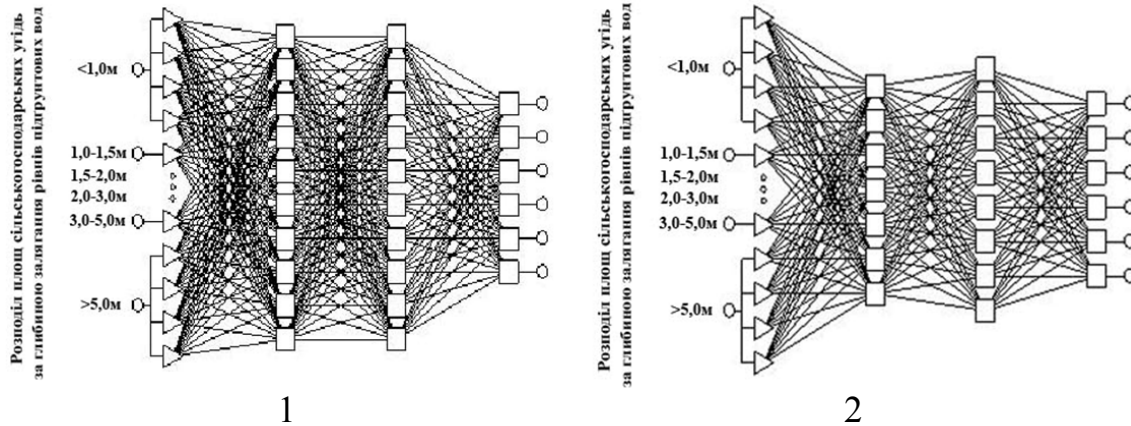 Розподіл площ сільськогосподарських угідь
за глибиною залягання рівнів підґрунтових вод
<1,0м
1,0-1,5м
1,5-2,0м
2,0-3,0м
3,0-5,0м
>5,0м
1
Розподіл площ сільськогосподарських угідь
за глибиною залягання рівнів підґрунтових вод
<1,0м
1,0-1,5м
1,5-2,0м
2,0-3,0м
3,0-5,0м
>5,0м
2